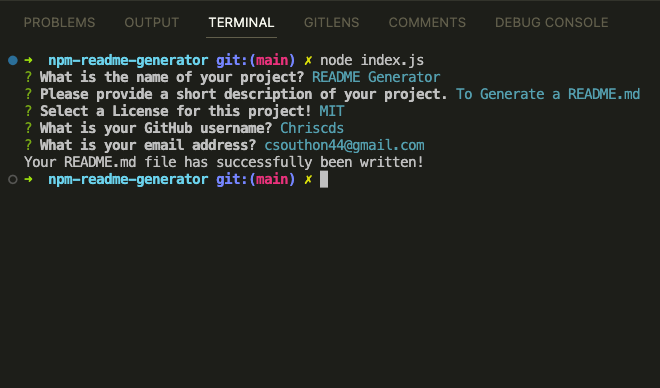 PROBLEMS OUTPUT TERMINAL GITLENS COMMENTS DEBUG CONSOLE
➜ npm-readme-generator git:(main) ✗ node index.js
? What is the name of your project? README Generator
? Please provide a short description of your project. To Generate a README.md
? Select a License for this project! MIT
? What is your GitHub username? Chriscds
? What is your email address? csouthon44@gmail.com
Your README.md file has successfully been written!
➜ npm-readme-generator git:(main) ✗